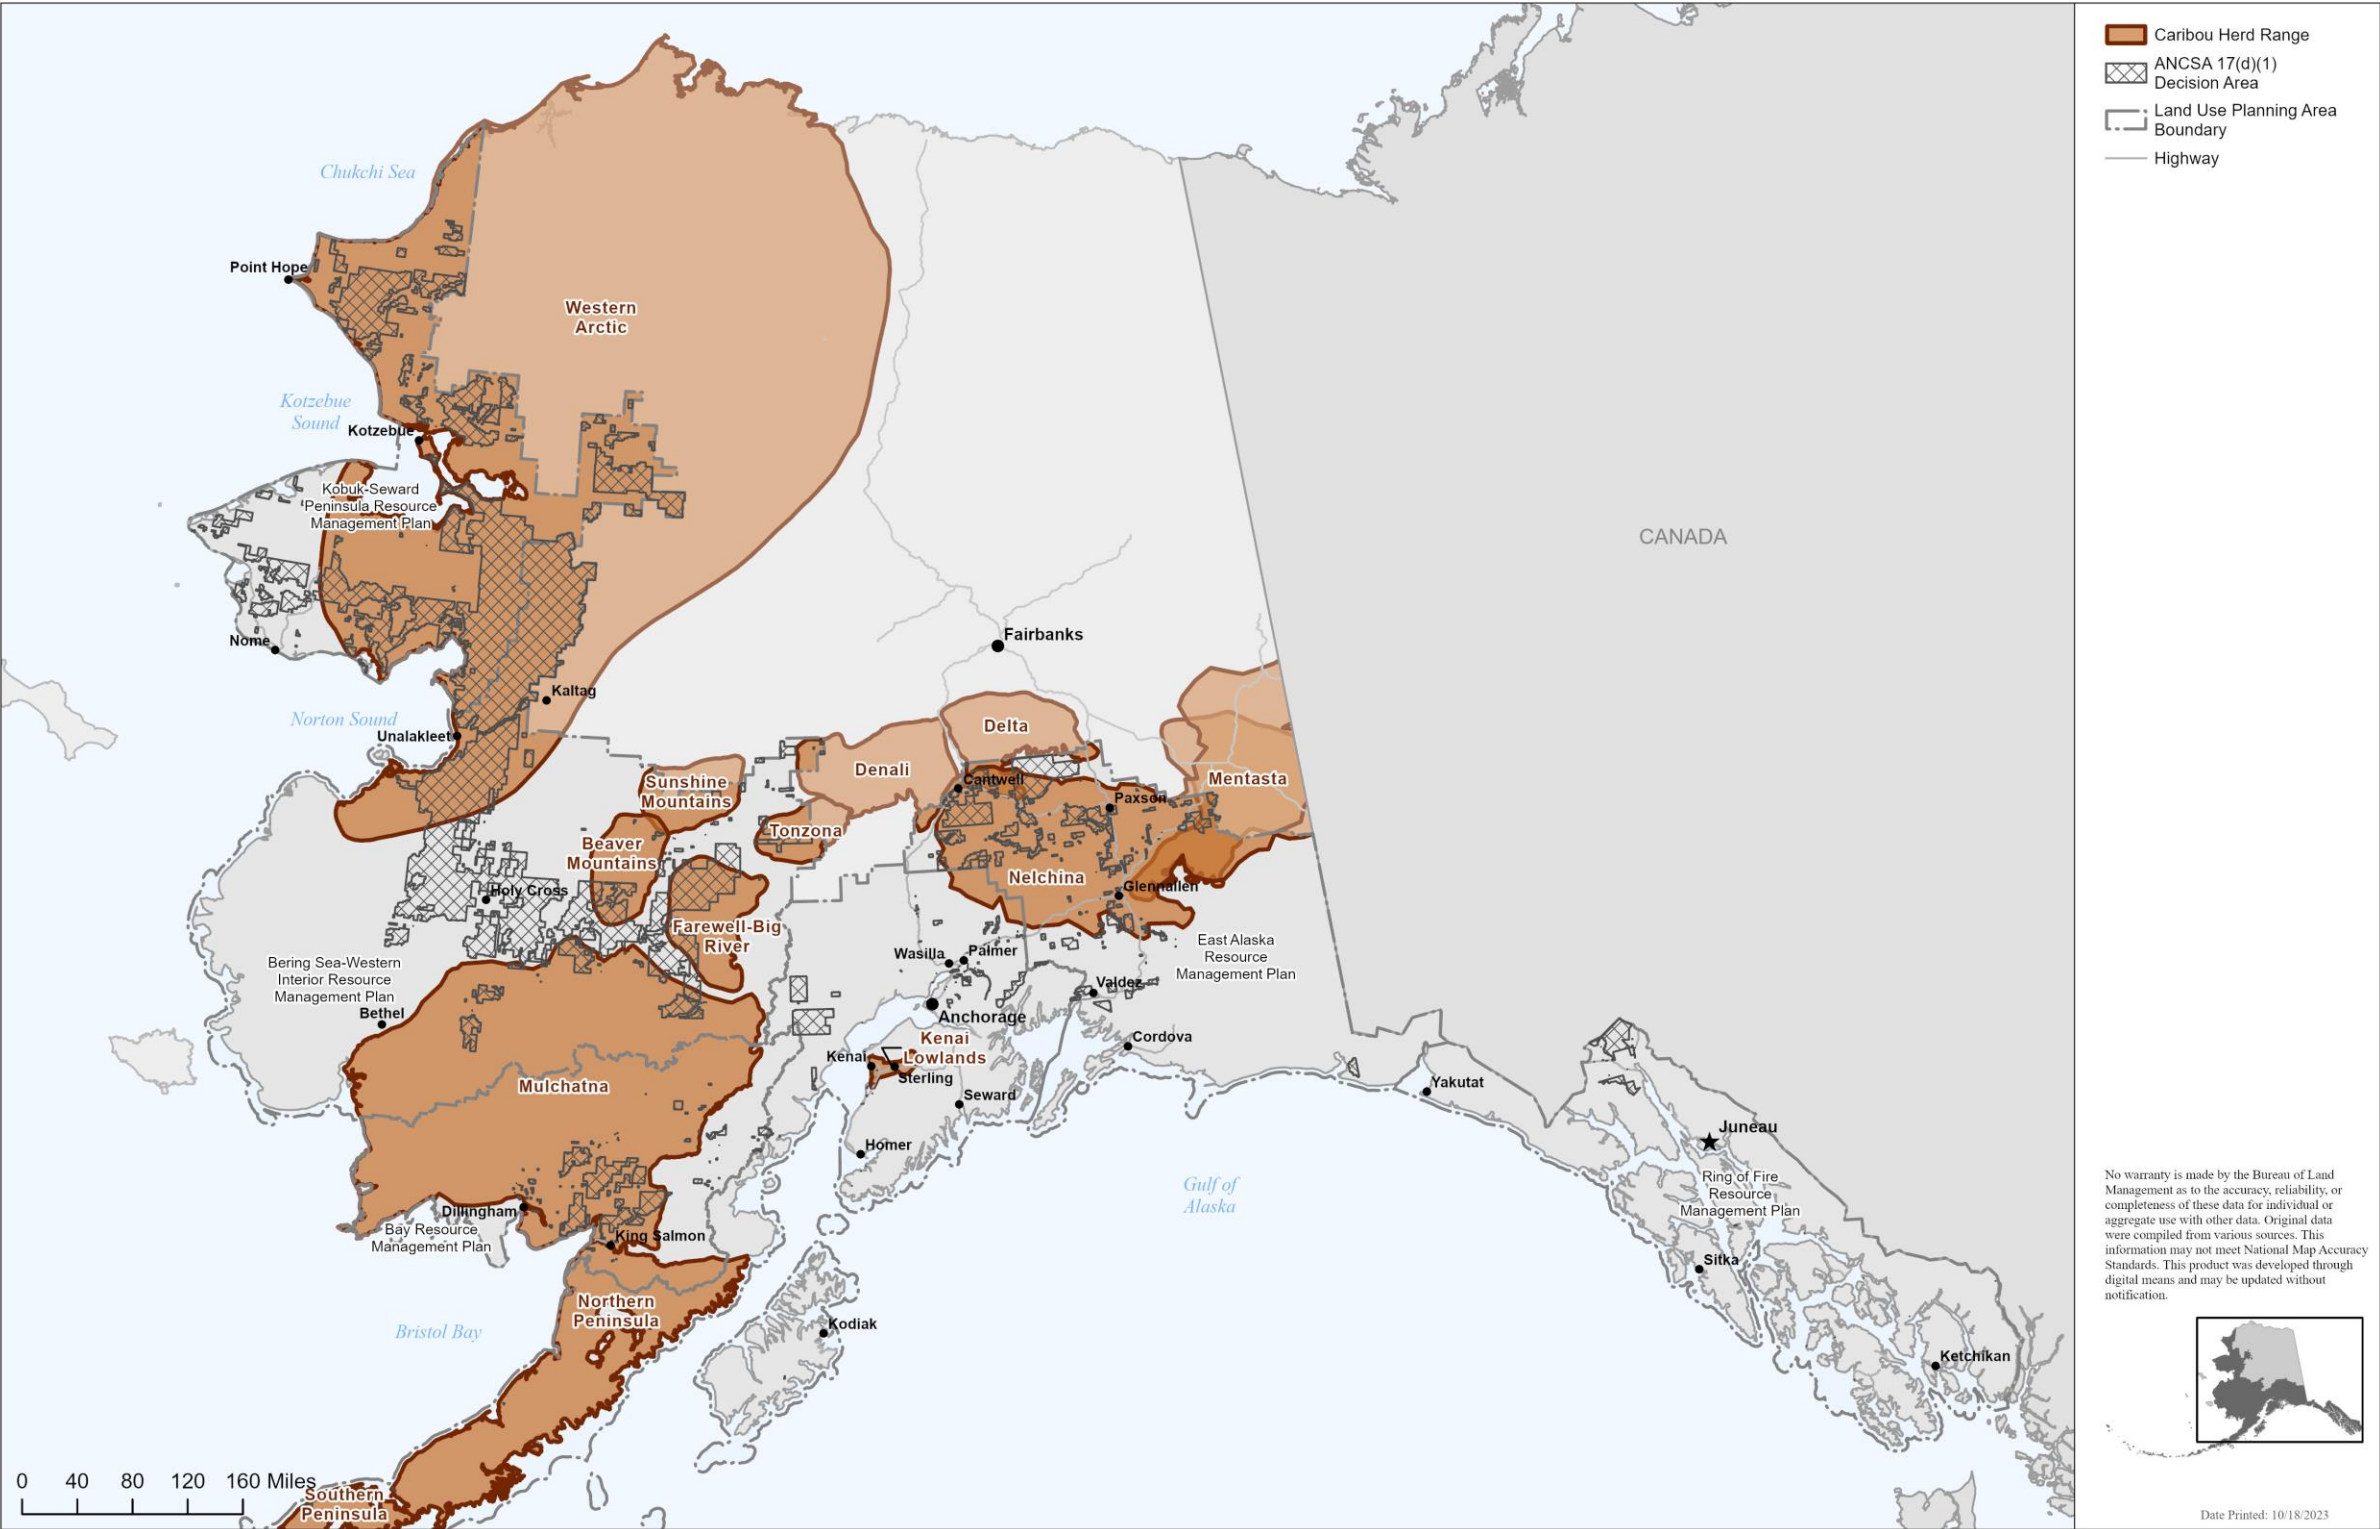 Caribou Herd Range
ANCSA 17(d)(1)
Decision Area
Land Use Planning Area
Boundary
Highway
Chukchi Sea
Point Hope
Western
Arctic
Kotzebue
Sound
Kotzebue
Kobuk-Seward
Peninsula Resource
Management Plan
CANADA
Nome
Fairbanks
Kaltag
Norton Sound
Unalakleet
Delta
Denali
Sunshine
Mountains
Cantwell
Mentasta
Paxson
Tonzona
Beaver
Mountains
Nelchina
Holy Cross
Glennallen
Farewell-Big
River
East Alaska
Resource
Management Plan
Wasilla
Palmer
Bering Sea-Western
Interior Resource
Management Plan
Valdez
Bethel
Anchorage
Cordova
Kenai
Lowlands
Kenai
Sterling
Mulchatna
Seward
Yakutat
Homer
Juneau
Gulf of
Alaska
Ring of Fire
Resource
Management Plan
Dillingham
Bay Resource
Management Plan
King Salmon
Sitka
Northern
Peninsula
Bristol Bay
Kodiak
Ketchikan
0 40 80 120 160 Miles
Southern
Peninsula
No warranty is made by the Bureau of Land
Management as to the accuracy, reliability, or
completeness of these data for individual or
aggregate use with other data. Original data
were compiled from various sources. This
information may not meet National Map Accuracy
Standards. This product was developed through
digital means and may be updated without
notification.
Date Printed: 10/18/2023